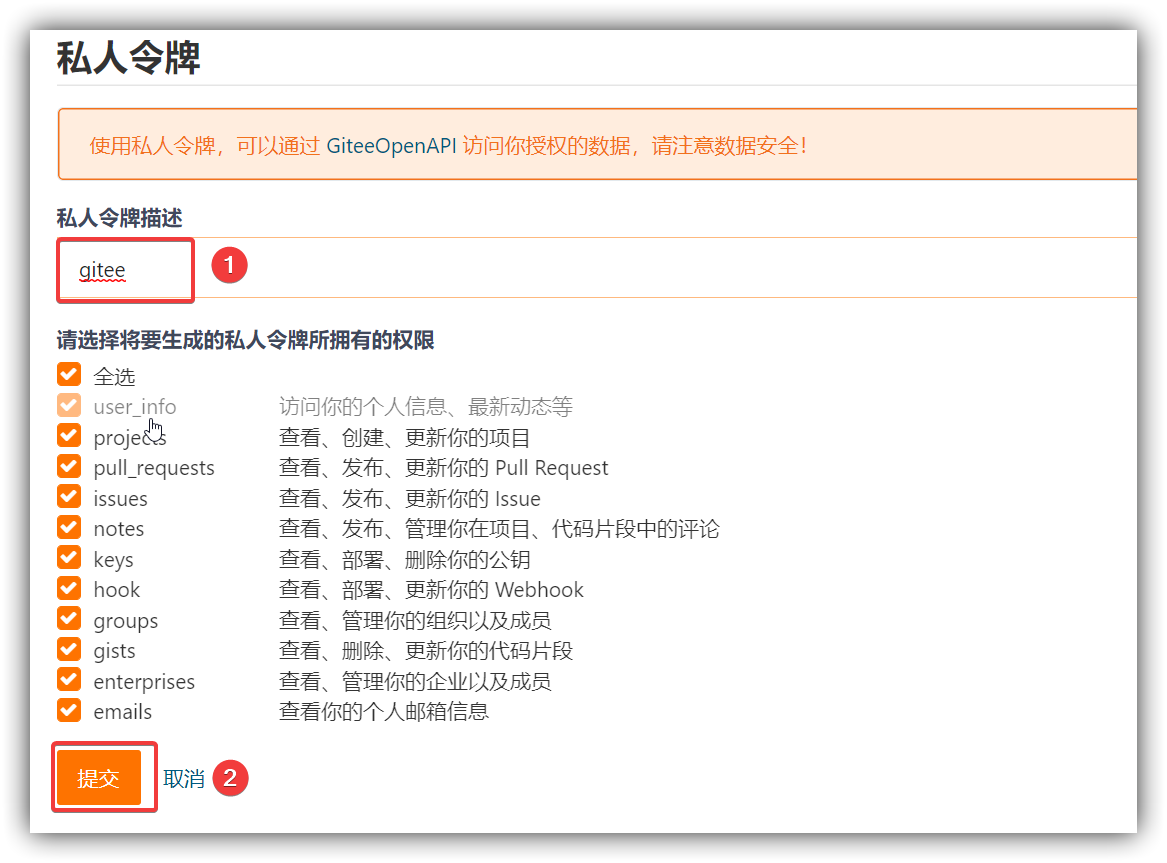 私人令牌
使用私人令牌，可以通过 GiteeOpenAPI 访问你授权的数据，请注意数据安全！
私人令牌描述
gitee 1
请选择将要生成的私人令牌所拥有的权限
全选
user_info 访问你的个人信息、最新动态等
projects 查看、创建、更新你的项目
pull_requests 查看、发布、更新你的 Pull Request
issues 查看、发布、更新你的 Issue
notes 查看、发布、管理你在项目、代码片段中的评论
keys 查看、部署、删除你的公钥
hook 查看、部署、更新你的 Webhook
groups 查看、管理你的组织以及成员
gists 查看、删除、更新你的代码片段
enterprises 查看、管理你的企业以及成员
emails 查看你的个人邮箱信息
提交 取消 2